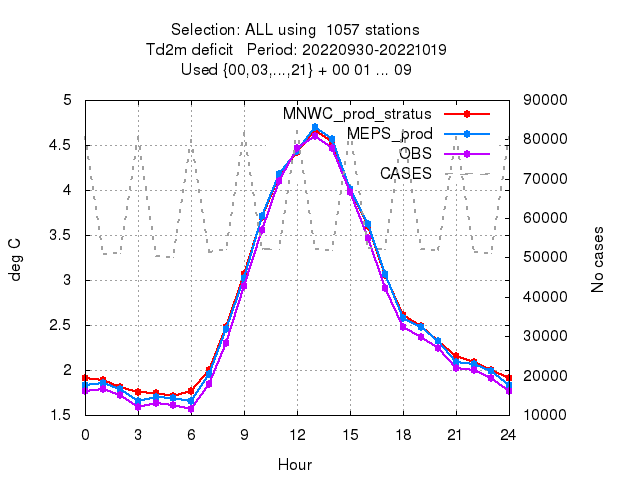 Selection: ALL using  1057 stations
Td2m deficit   Period: 20220930-20221019
Used {00,03,...,21} + 00 01 ... 09
MNWC_prod_stratus
MEPS_prod
OBS
CASES
5
4.5
4
3.5
3
2.5
2
1.5
deg C
90000
80000
70000
60000
50000
40000
30000
20000
10000
No cases
0 3 6 9 12 15 18 21 24
Hour